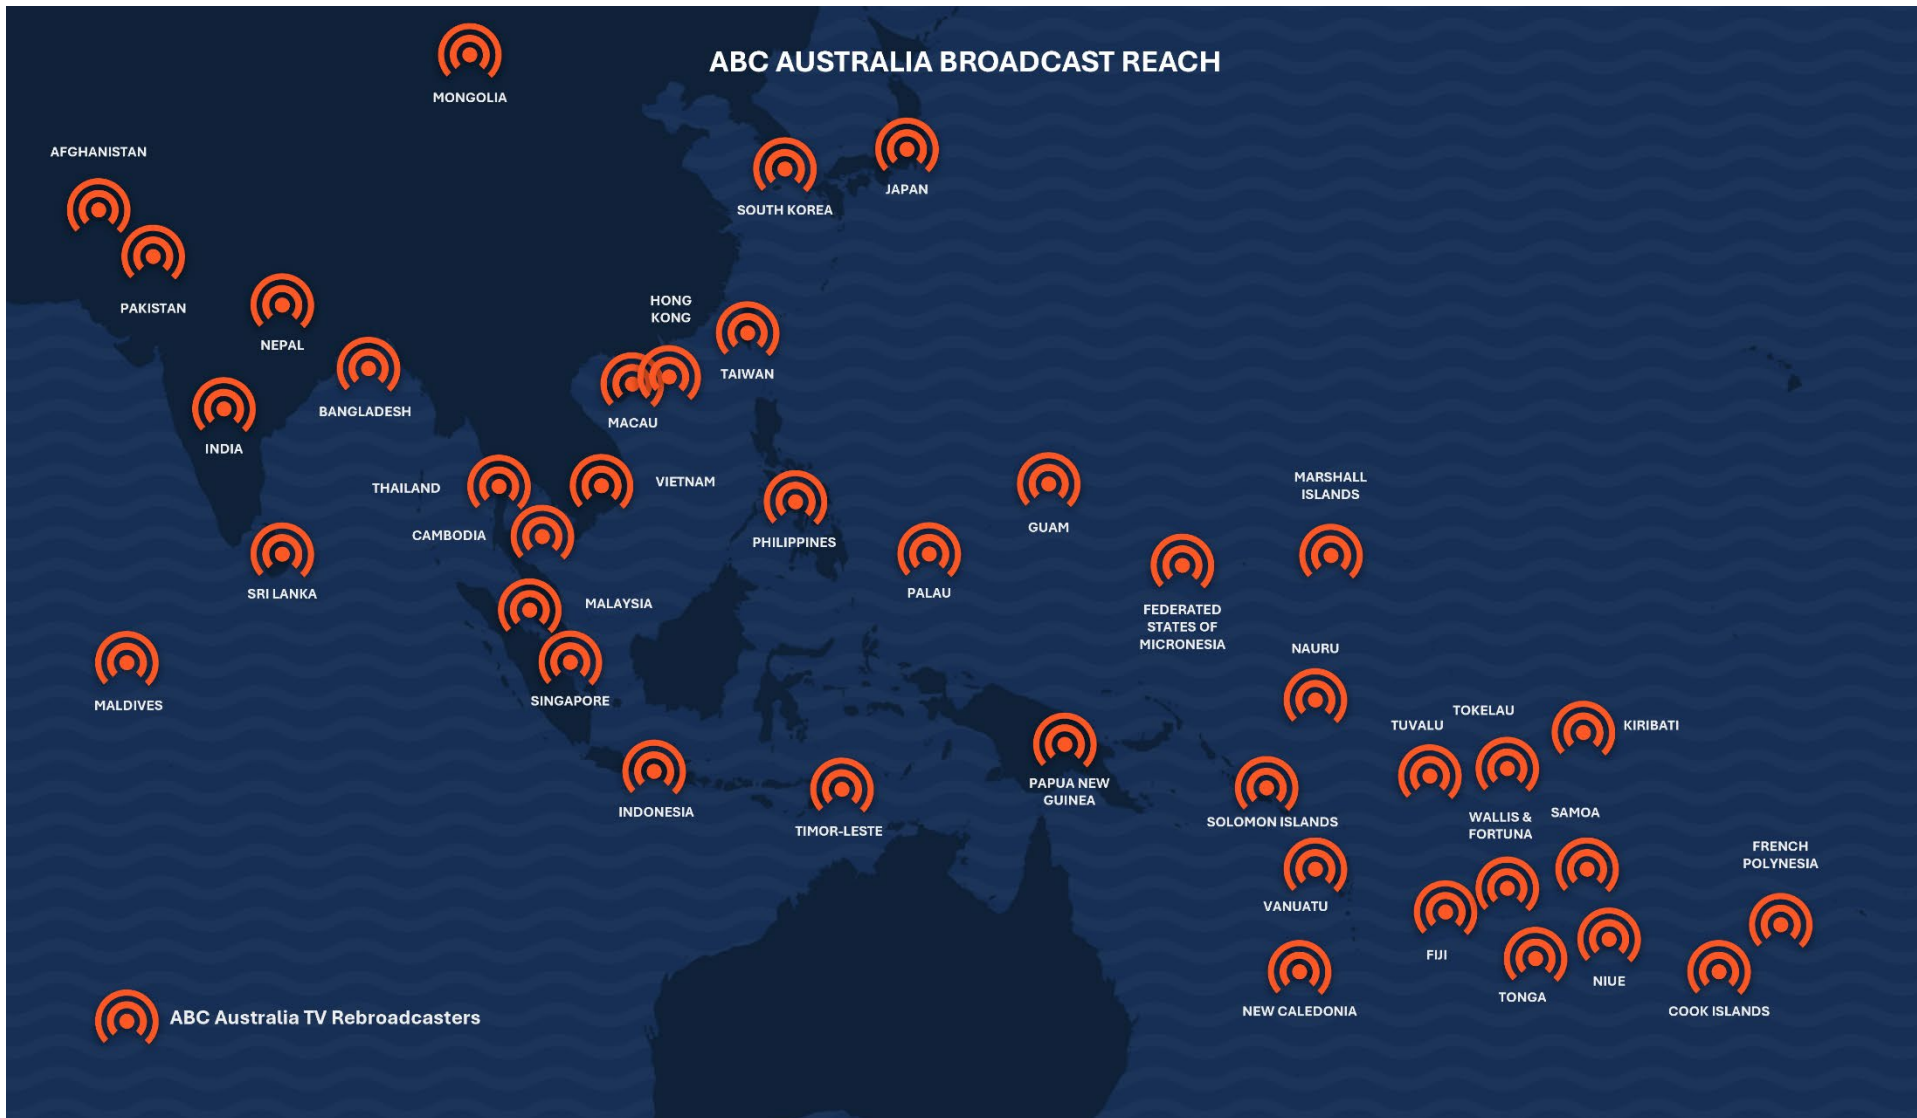 ABC AUSTRALIA BROADCAST REACH
MONGOLIA
AFGHANISTAN
JAPAN
SOUTH KOREA
PAKISTAN
HONG
KONG
NEPAL
TAIWAN
BANGLADESH
MACAU
INDIA
THAILAND
VIETNAM
MARSHALL
ISLANDS
GUAM
CAMBODIA
PHILIPPINES
SRI LANKA
PALAU
MALAYSIA
FEDERATED
STATES OF
MICRONESIA
NAURU
MALDIVES
SINGAPORE
TOKELAU
TUVALU
KIRIBATI
PAPUA NEW
GUINEA
INDONESIA
TIMOR-LESTE
SOLOMON ISLANDS
WALLIS &
FORTUNA
SAMOA
FRENCH
POLYNESIA
VANUATU
FIJI
NIUE
TONGA
NEW CALEDONIA
COOK ISLANDS
ABC Australia TV Rebroadcasters